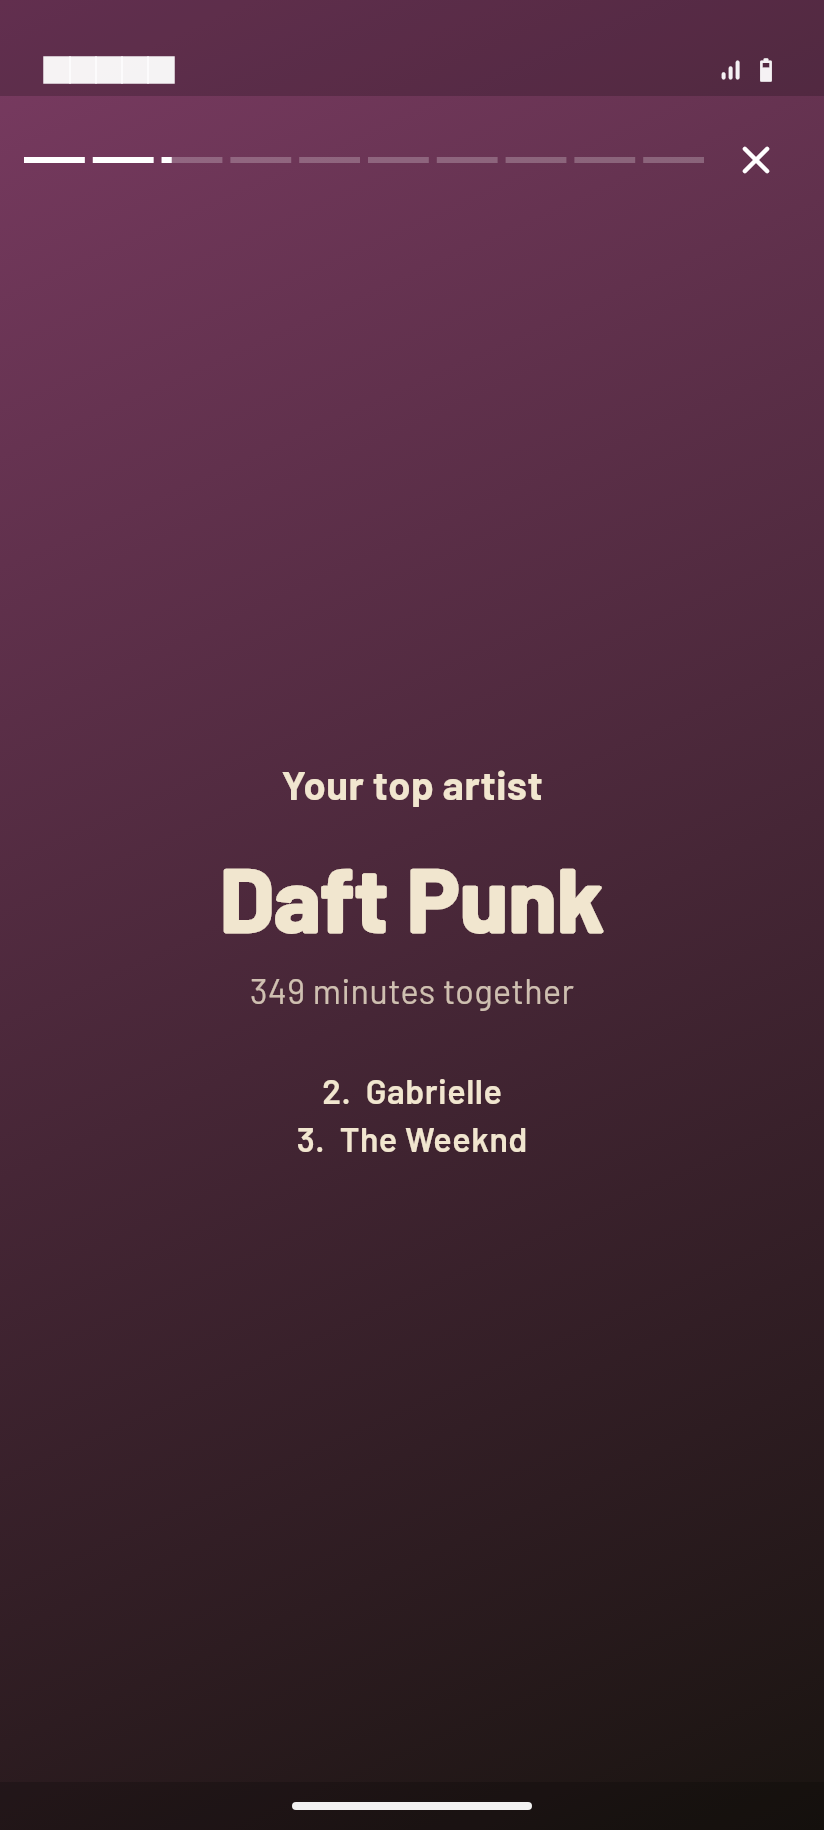 Your top artist
Daft Punk
349 minutes together
2. Gabrielle
3. The Weeknd